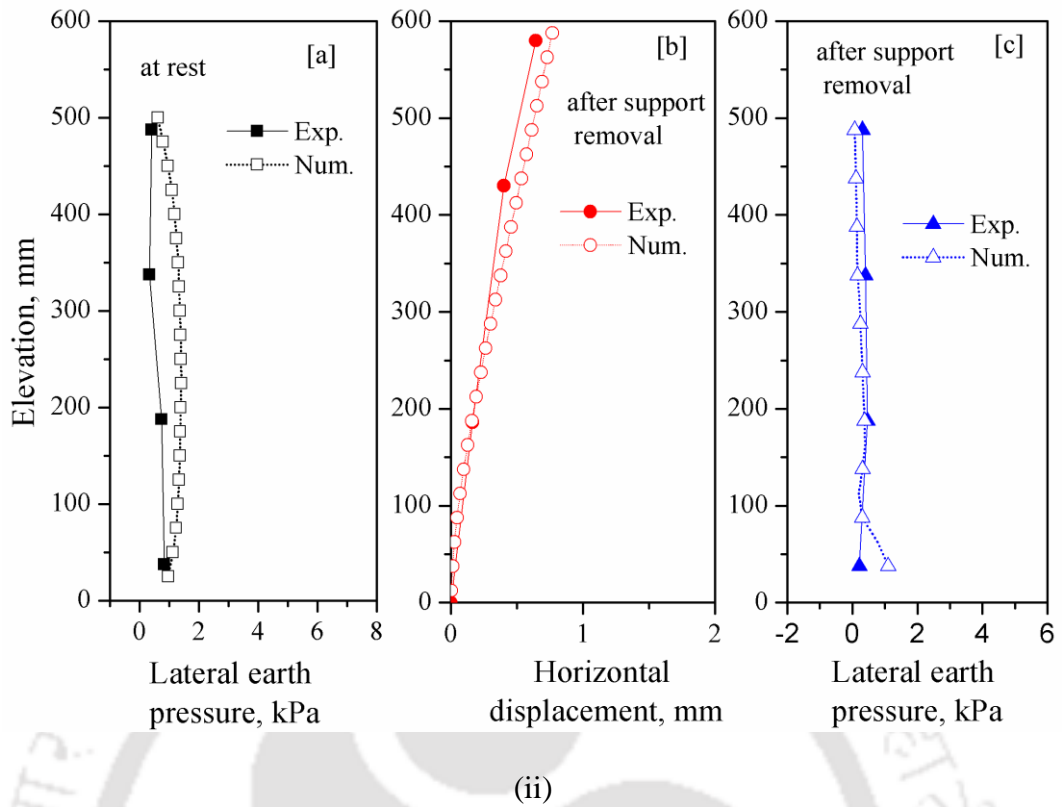 600
500
400
300
200
100
0
Elevation, mm
[a]
at rest
Exp.
Num.
0 2 4 6 8
Lateral earth
pressure, kPa
600
500
400
300
200
100
0
[b]
after support
removal
Exp.
Num.
0 1 2
Horizontal
displacement, mm
600
500
400
300
200
100
0
[c]
after support
removal
Exp.
Num.
-2 0 2 4 6
Lateral earth
pressure, kPa
(ii)